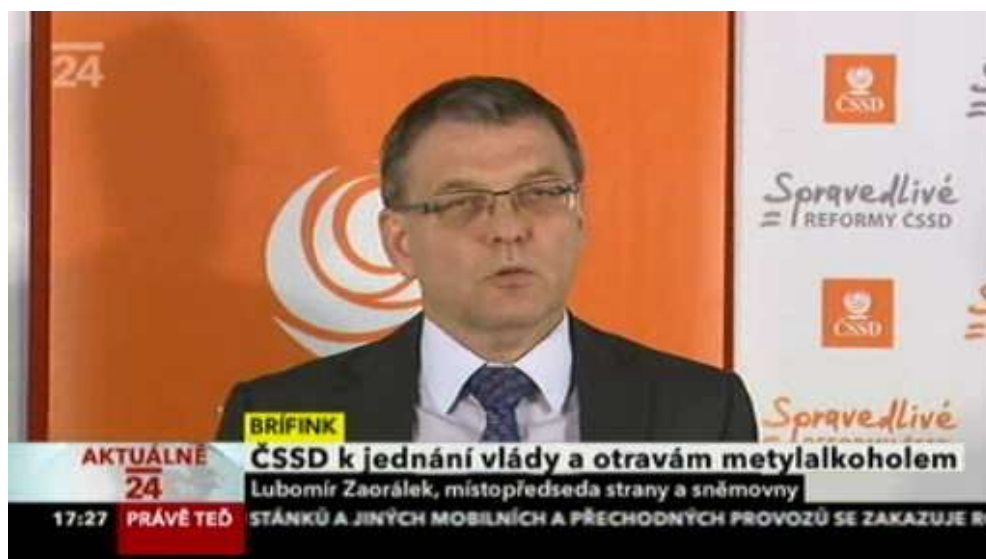 24
ČSSD
Spravedlivé
REFORMY ČSSD
ČSSD
Spravedlivé
BRÍFINK
AKTUÁLNĚ
24
ČSSD k jednání vlády a otravám metylalkoholem
Lubomír Zaorálek, místopředseda strany a sněmovny
17:27 PRÁVĚ TEĎ STÁNKŮ A JINÝCH MOBILNÍCH A PŘECHODNÝCH PROVOZŮ SE ZAKAZUJE